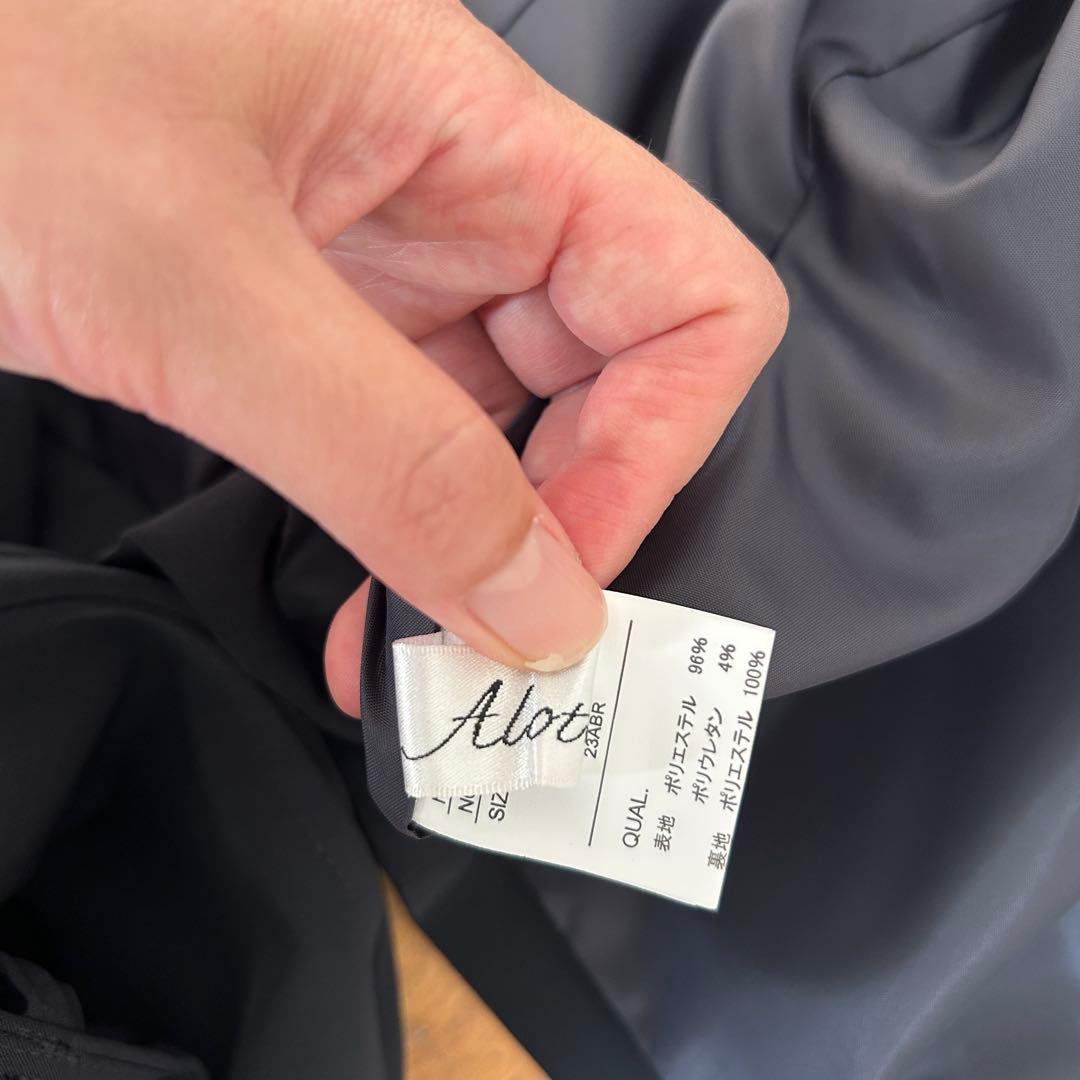 Alot
23ABR
NO
SIZ
QUAL.
表地 ポリエステル 96%
ポリウレタン 4%
裏地 ポリエステル 100%